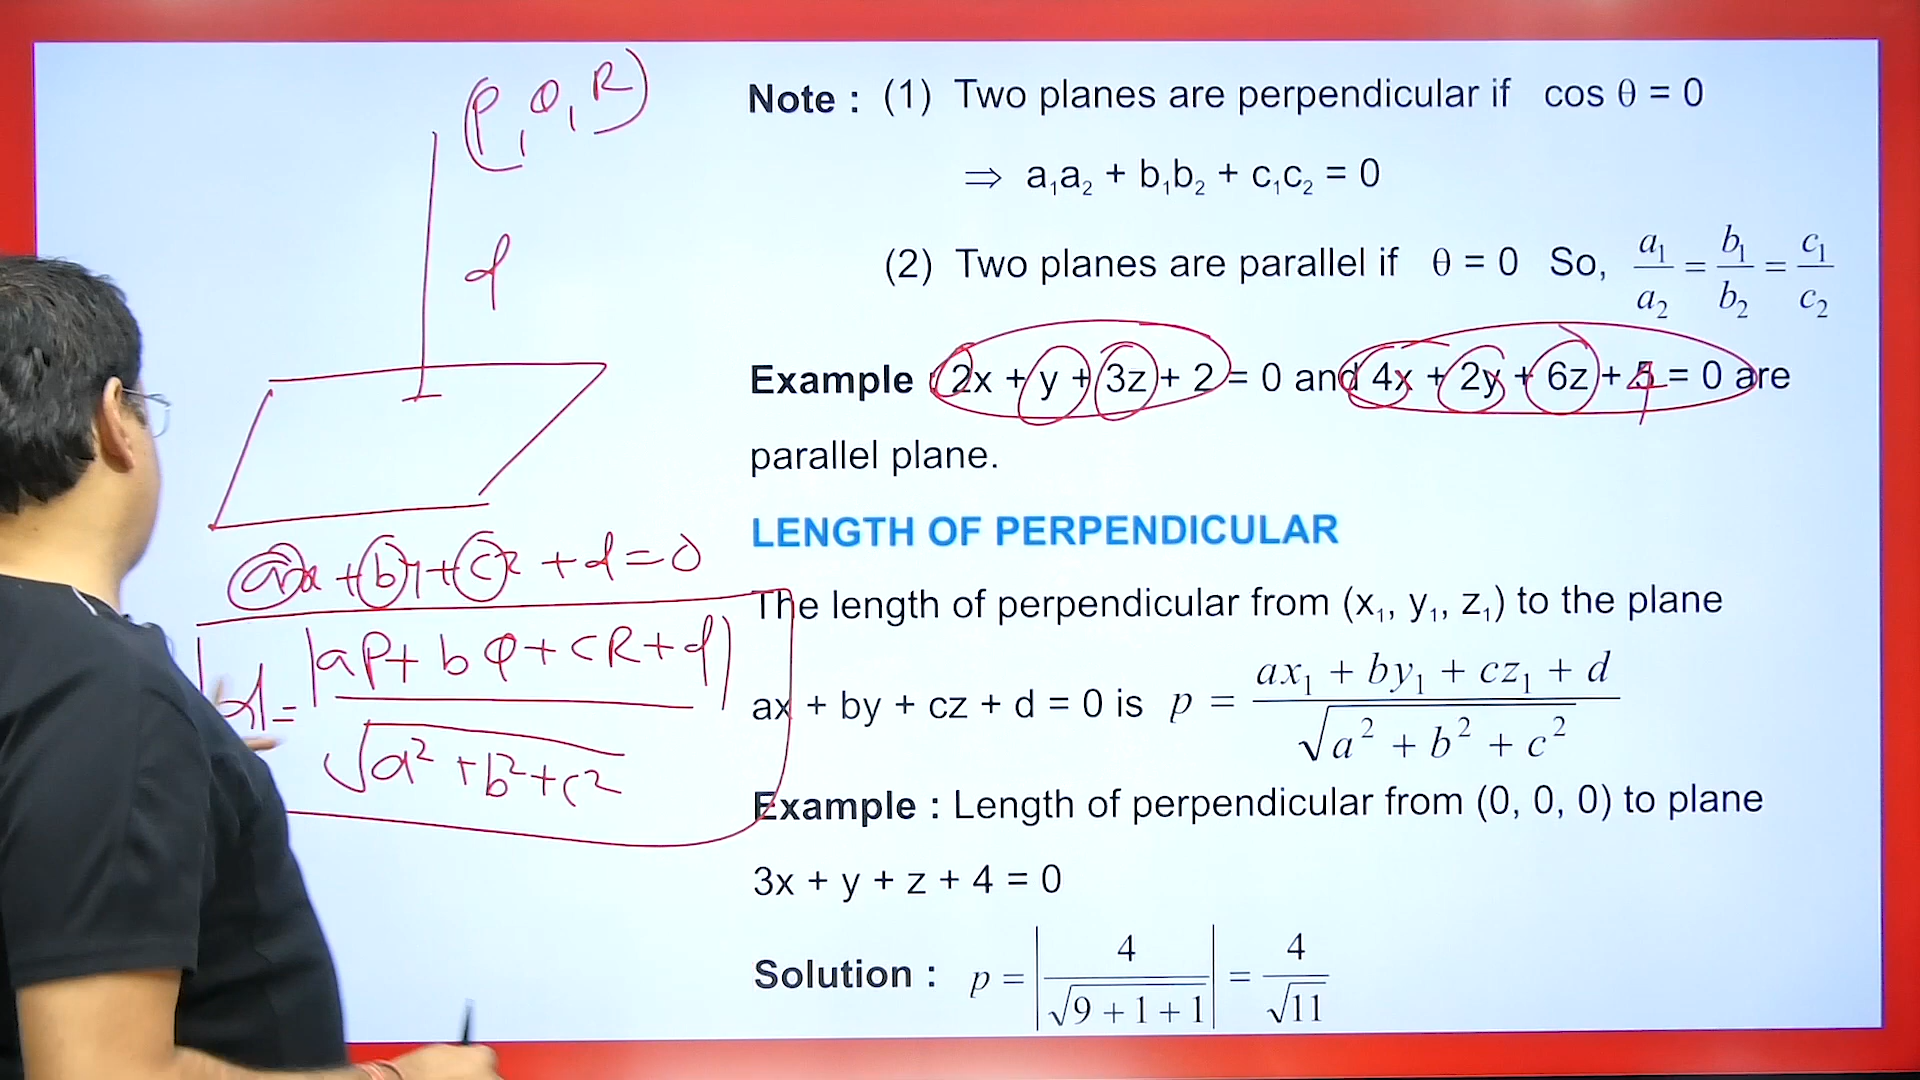 (P, Q, R)
d
ax + by + cz + d = 0
d = |aP + bQ + cR + d|
√a² + b² + c²
Note : (1) Two planes are perpendicular if cos θ = 0
⇒ a₁a₂ + b₁b₂ + c₁c₂ = 0
(2) Two planes are parallel if θ = 0 So, a₁/a₂ = b₁/b₂ = c₁/c₂
Example : 2x + y + 3z + 2 = 0 and 4x + 2y + 6z + 4 = 0 are
parallel plane.
LENGTH OF PERPENDICULAR
The length of perpendicular from (x₁, y₁, z₁) to the plane
ax + by + cz + d = 0 is p = (ax₁ + by₁ + cz₁ + d)/√(a² + b² + c²)
Example : Length of perpendicular from (0, 0, 0) to plane
3x + y + z + 4 = 0
Solution : p = |4/√(9 + 1 + 1)| = 4/√11